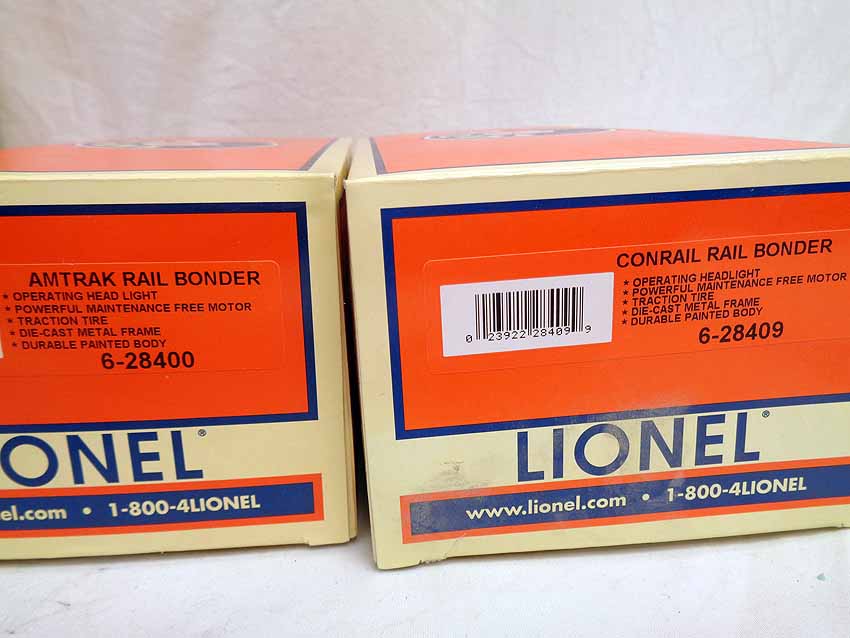 AMTRAK RAIL BONDER
* OPERATING HEAD LIGHT
* POWERFUL MAINTENANCE FREE MOTOR
* TRACTION TIRE
* DIE-CAST METAL FRAME
* DURABLE PAINTED BODY
6-28400
ONEL®
el.com • 1-800-4LIONEL
CONRAIL RAIL BONDER
* OPERATING HEADLIGHT
* POWERFUL MAINTENANCE FREE MOTOR
* TRACTION TIRE
* DIE-CAST METAL FRAME
* DURABLE PAINTED BODY
6-28409
0 23922 28409 9
LIONEL®
www.lionel.com • 1-800-4LIONEL